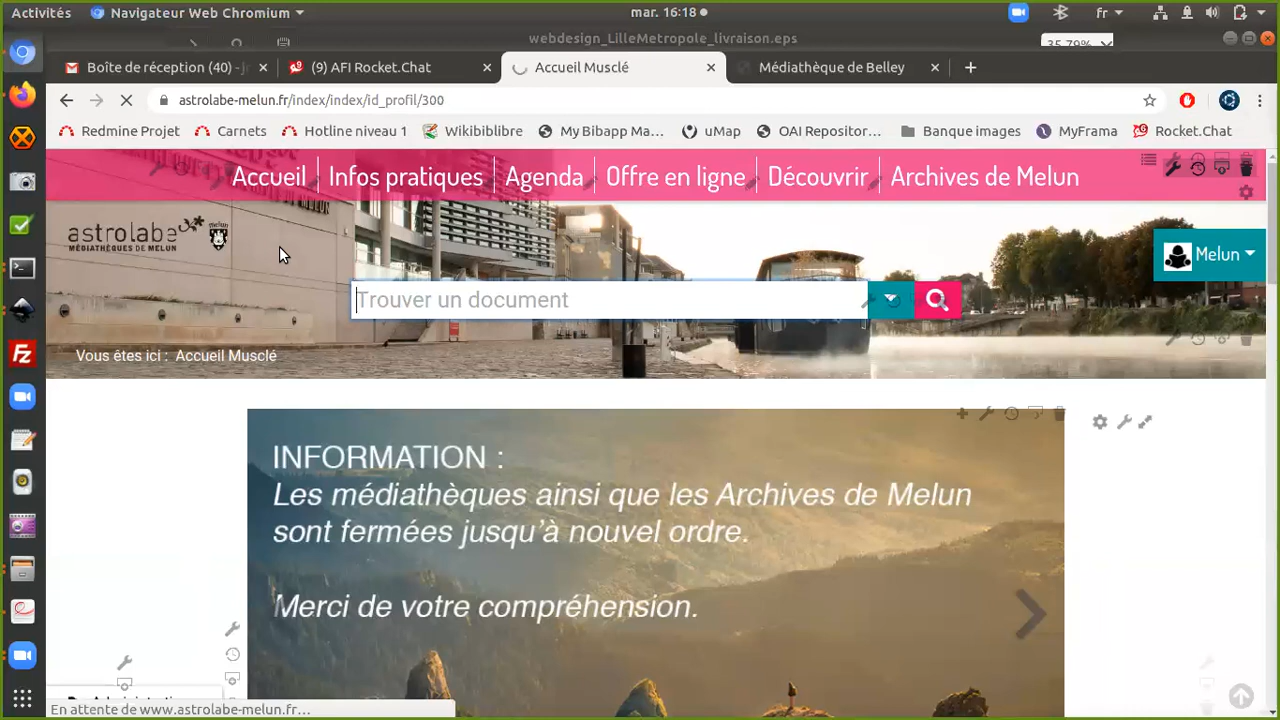 Activités
Navigateur Web Chromium
mar. 16:18
fr
webdesign_LilleMetropole_livraison.eps
35,79%
Boîte de réception (40) -
(9) AFI Rocket.Chat
Accueil Musclé
Médiathèque de Belley
astrolabe-melun.fr/index/index/id_profil/300
Redmine Projet
Carnets
Hotline niveau 1
Wikibiblibre
My Bibapp Ma...
uMap
OAI Repositor...
Banque images
MyFrama
Rocket.Chat
Accueil
Infos pratiques
Agenda
Offre en ligne
Découvrir
Archives de Melun
astrolabe
MÉDIATHÈQUES DE MELUN
melun
Melun
Trouver un document
Vous êtes ici : Accueil Musclé
INFORMATION :
Les médiathèques ainsi que les Archives de Melun
sont fermées jusqu'à nouvel ordre.
Merci de votre compréhension.
En attente de www.astrolabe-melun.fr...